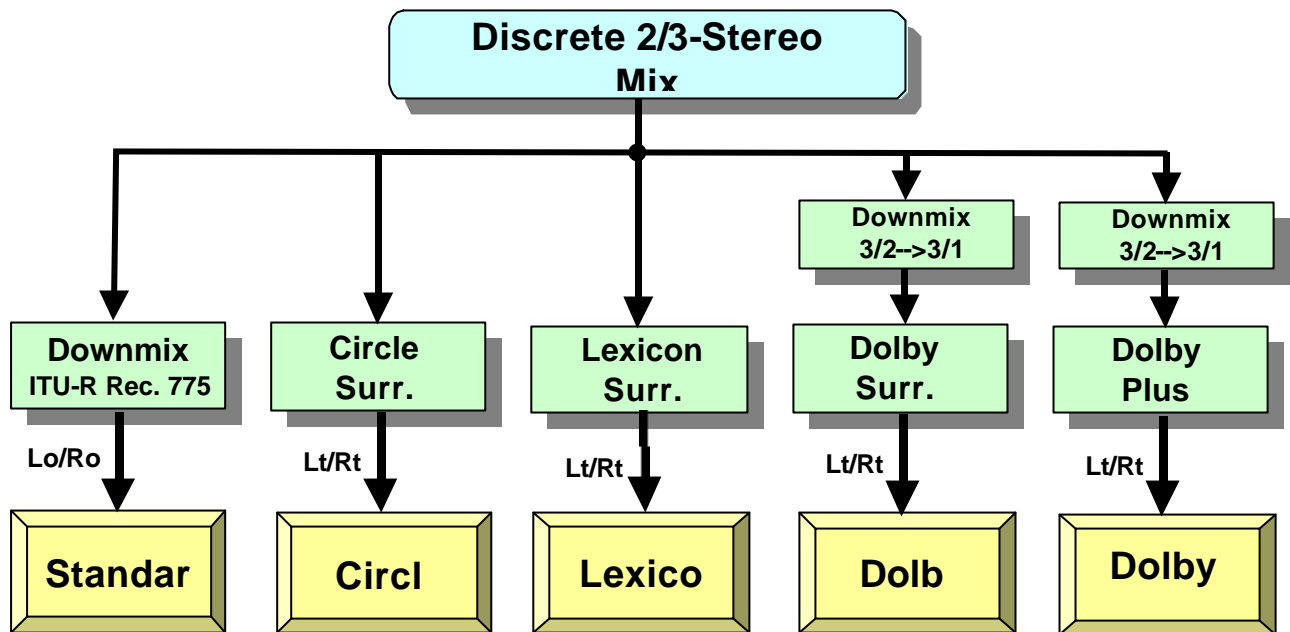 Discrete 2/3-Stereo
Mix
Downmix
3/2-->3/1
Downmix
3/2-->3/1
Downmix
ITU-R Rec. 775
Circle
Surr.
Lexicon
Surr.
Dolby
Surr.
Dolby
Plus
Lo/Ro
Lt/Rt
Lt/Rt
Lt/Rt
Lt/Rt
Standar
Circl
Lexico
Dolb
Dolby